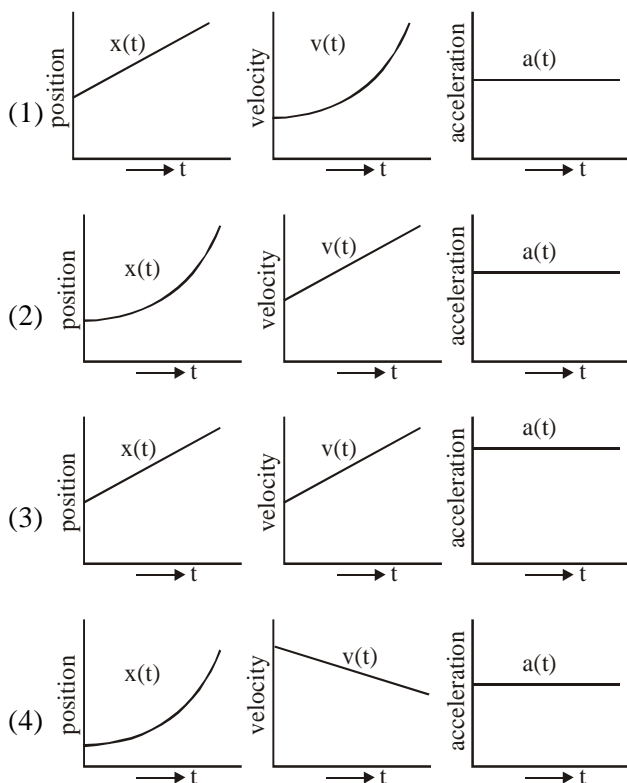 (1) position x(t) t velocity v(t) t acceleration a(t) t
(2) position x(t) t velocity v(t) t acceleration a(t) t
(3) position x(t) t velocity v(t) t acceleration a(t) t
(4) position x(t) t velocity v(t) t acceleration a(t) t